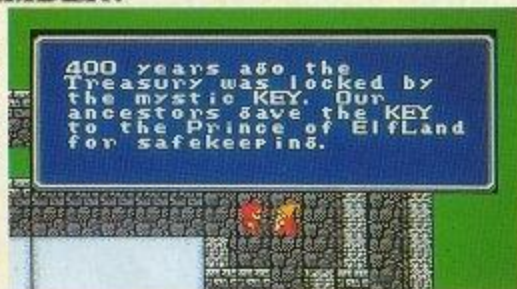 400 years ago the
Treasury was locked by
the mystic KEY. Our
ancestors gave the KEY
to the Prince of ElfLand
for safekeeping.